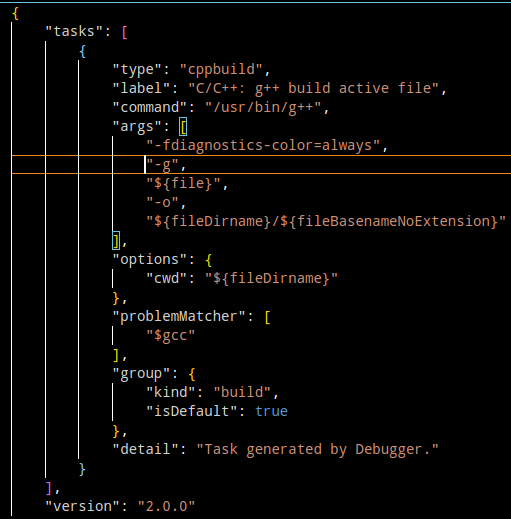 {
"tasks": [
{
"type": "cppbuild",
"label": "C/C++: g++ build active file",
"command": "/usr/bin/g++",
"args": [
"-fdiagnostics-color=always",
"-g",
"${file}",
"-o",
"${fileDirname}/${fileBasenameNoExtension}"
],
"options": {
"cwd": "${fileDirname}"
},
"problemMatcher": [
"$gcc"
],
"group": {
"kind": "build",
"isDefault": true
},
"detail": "Task generated by Debugger."
}
],
"version": "2.0.0"